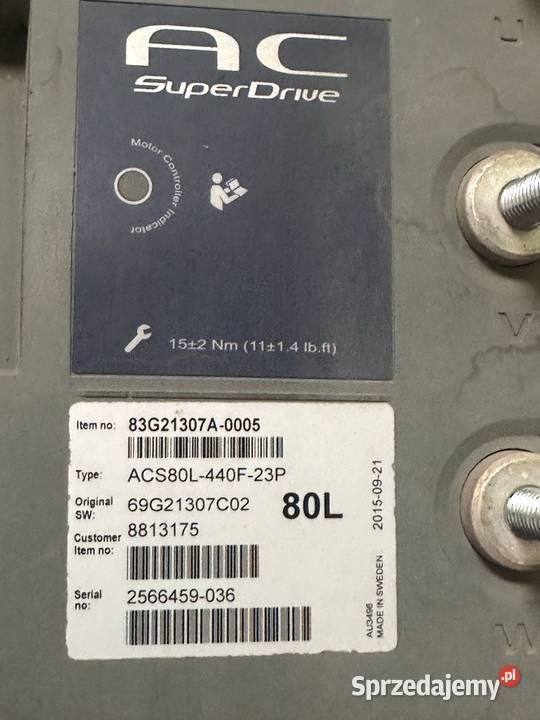 AC
SuperDrive
Motor Controller
Indicator
15±2 Nm (11±1.4 lb.ft)
U
V
W
Item no: 83G21307A-0005
Type: ACS80L-440F-23P
Original SW: 69G21307C02
80L
Customer Item no: 8813175
Serial no: 2566459-036
2015-09-21
AU3496
MADE IN SWEDEN
Sprzedajemy.pl